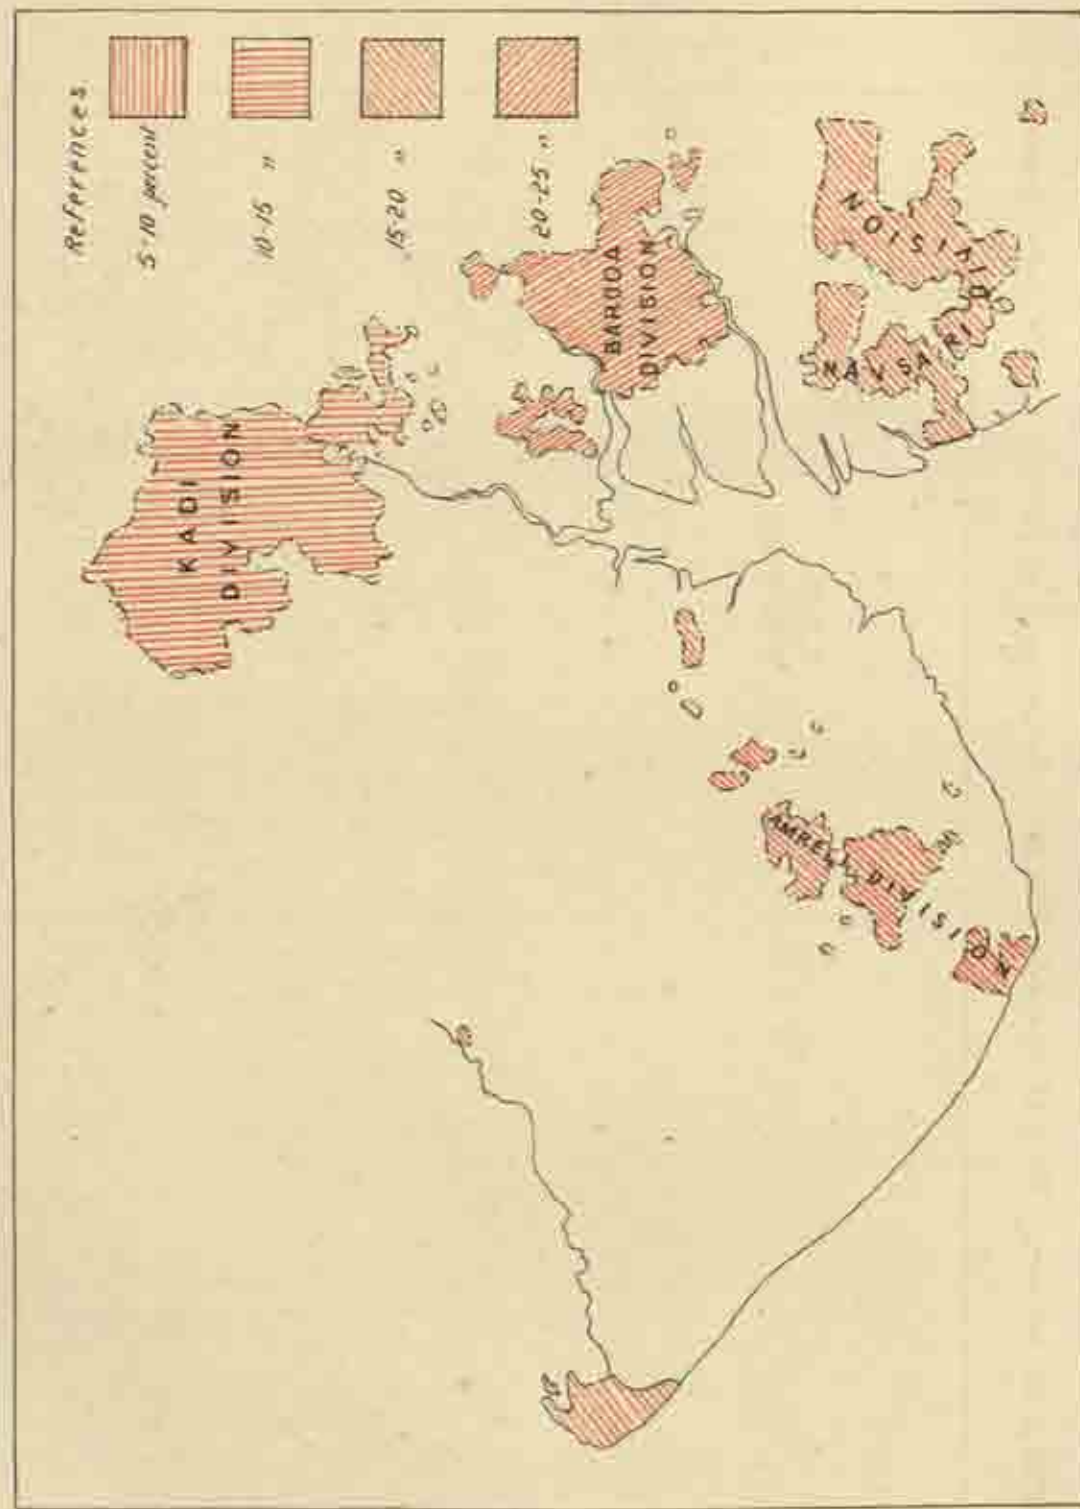 References.
5-10 percent
10-15 "
15-20 "
20-25 "
KADI
DIVISION
BARODA
DIVISION
NAVSARI DIVISION
AMRELI DIVISION